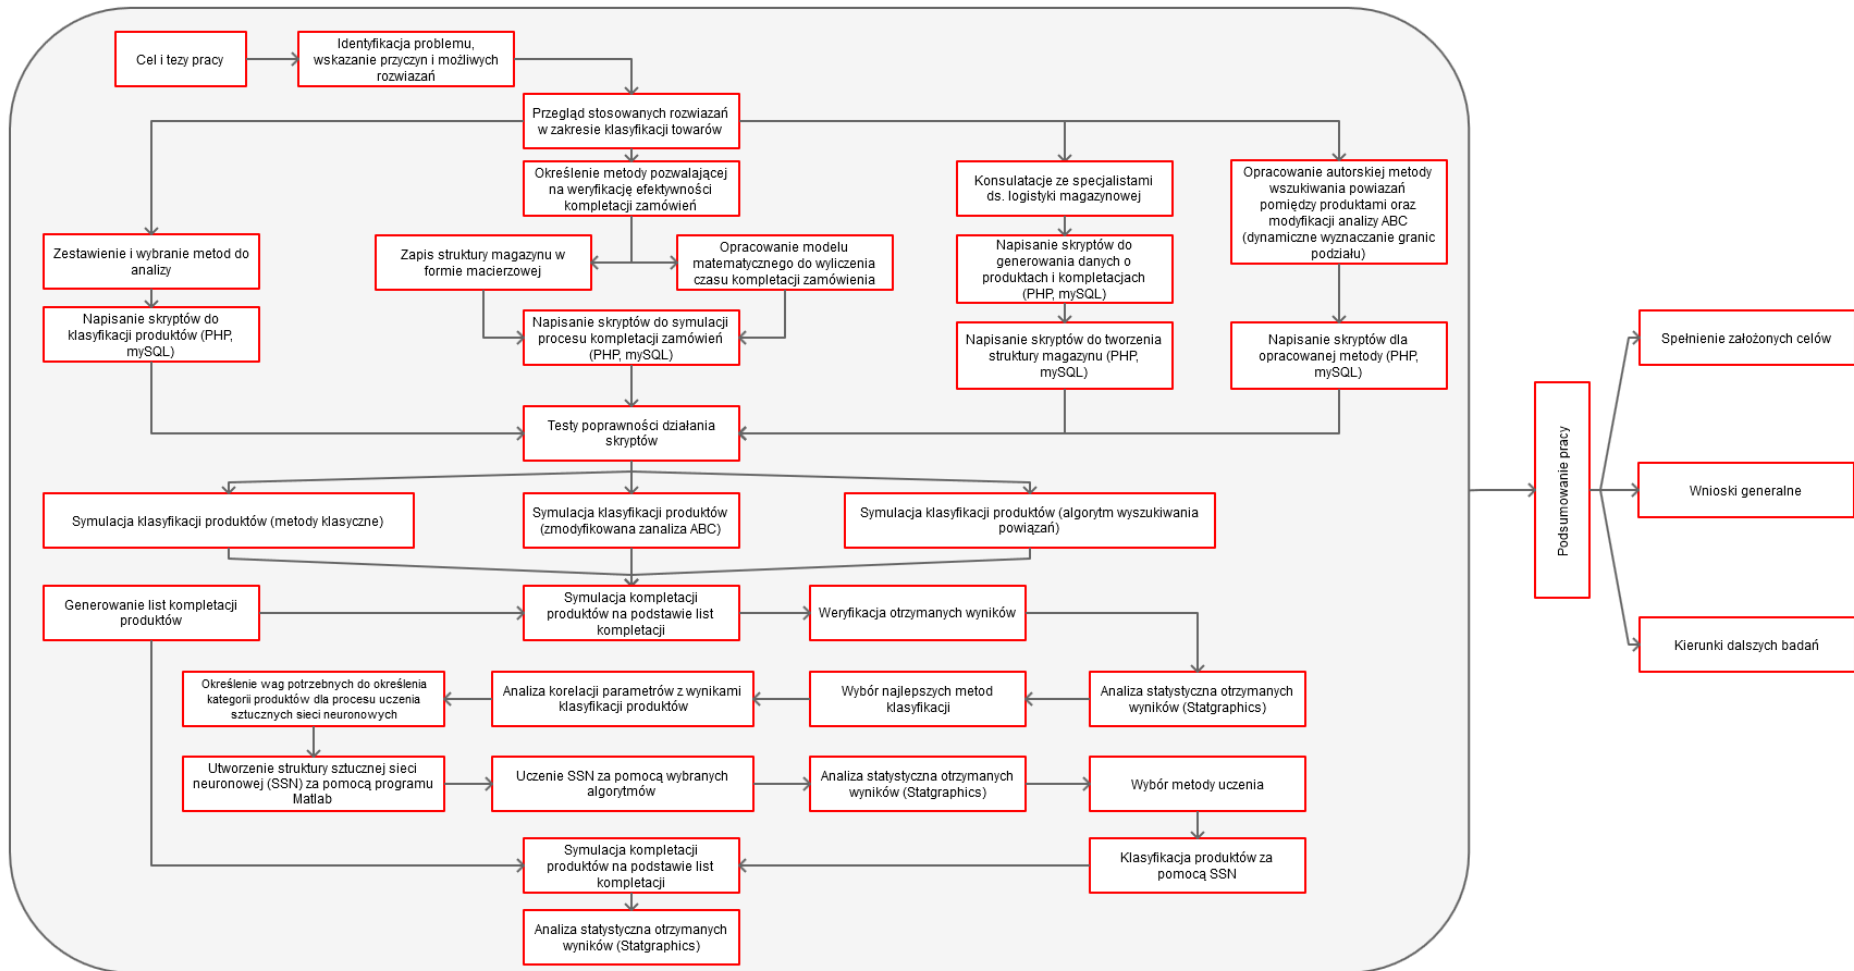 Cel i tezy pracy
Identyfikacja problemu,
wskazanie przyczyn i możliwych
rozwiazań
Przegląd stosowanych rozwiazań
w zakresie klasyfikacji towarów
Określenie metody pozwalającej
na weryfikację efektywności
kompletacji zamówień
Konsulatacje ze specjalistami
ds. logistyki magazynowej
Opracowanie autorskiej metody
wszukiwania powiazań
pomiędzy produktami oraz
modyfikacji analizy ABC
(dynamiczne wyznaczanie granic
podziału)
Zestawienie i wybranie metod do
analizy
Zapis struktury magazynu w
formie macierzowej
Opracowanie modelu
matematycznego do wyliczenia
czasu kompletacji zamówienia
Napisanie skryptów do
generowania danych o
produktach i kompletacjach
(PHP, mySQL)
Napisanie skryptów do
klasyfikacji produktów (PHP,
mySQL)
Napisanie skryptów do symulacji
procesu kompletacji zamówień
(PHP, mySQL)
Napisanie skryptów do tworzenia
struktury magazynu (PHP,
mySQL)
Napisanie skryptów dla
opracowanej metody (PHP,
mySQL)
Testy poprawności działania
skryptów
Symulacja klasyfikacji produktów (metody klasyczne)
Symulacja klasyfikacji produktów
(zmodyfikowana zanaliza ABC)
Symulacja klasyfikacji produktów (algorytm wyszukiwania
powiązań)
Generowanie list kompletacji
produktów
Symulacja kompletacji
produktów na podstawie list
kompletacji
Weryfikacja otrzymanych wyników
Określenie wag potrzebnych do określenia
kategorii produktów dla procesu uczenia
sztucznych sieci neuronowych
Analiza korelacji parametrów z wynikami
klasyfikacji produktów
Wybór najlepszych metod
klasyfikacji
Analiza statystyczna otrzymanych
wyników (Statgraphics)
Utworzenie struktury sztucznej sieci
neuronowej (SSN) za pomocą programu
Matlab
Uczenie SSN za pomocą wybranych
algorytmów
Analiza statystyczna otrzymanych
wyników (Statgraphics)
Wybór metody uczenia
Symulacja kompletacji
produktów na podstawie list
kompletacji
Klasyfikacja produktów za
pomocą SSN
Analiza statystyczna otrzymanych
wyników (Statgraphics)
Podsumowanie pracy
Spełnienie założonych celów
Wnioski generalne
Kierunki dalszych badań